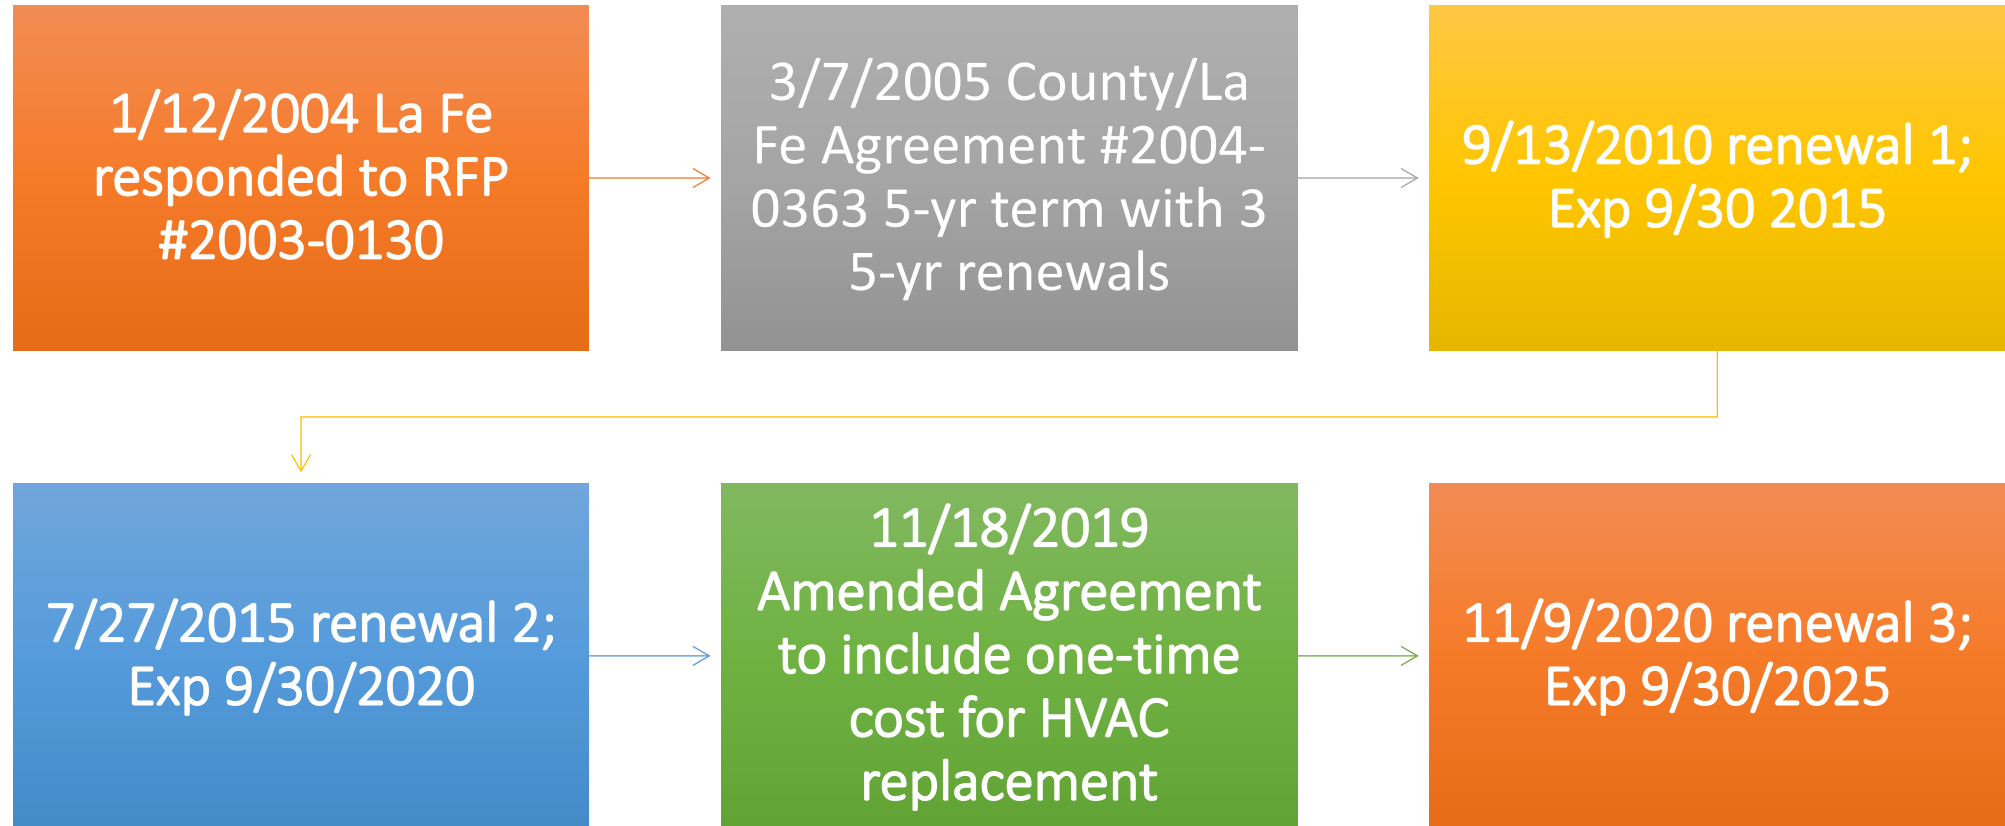 1/12/2004 La Fe
responded to RFP
#2003-0130
3/7/2005 County/La
Fe Agreement #2004-
0363 5-yr term with 3
5-yr renewals
9/13/2010 renewal 1;
Exp 9/30 2015
7/27/2015 renewal 2;
Exp 9/30/2020
11/18/2019
Amended Agreement
to include one-time
cost for HVAC
replacement
11/9/2020 renewal 3;
Exp 9/30/2025